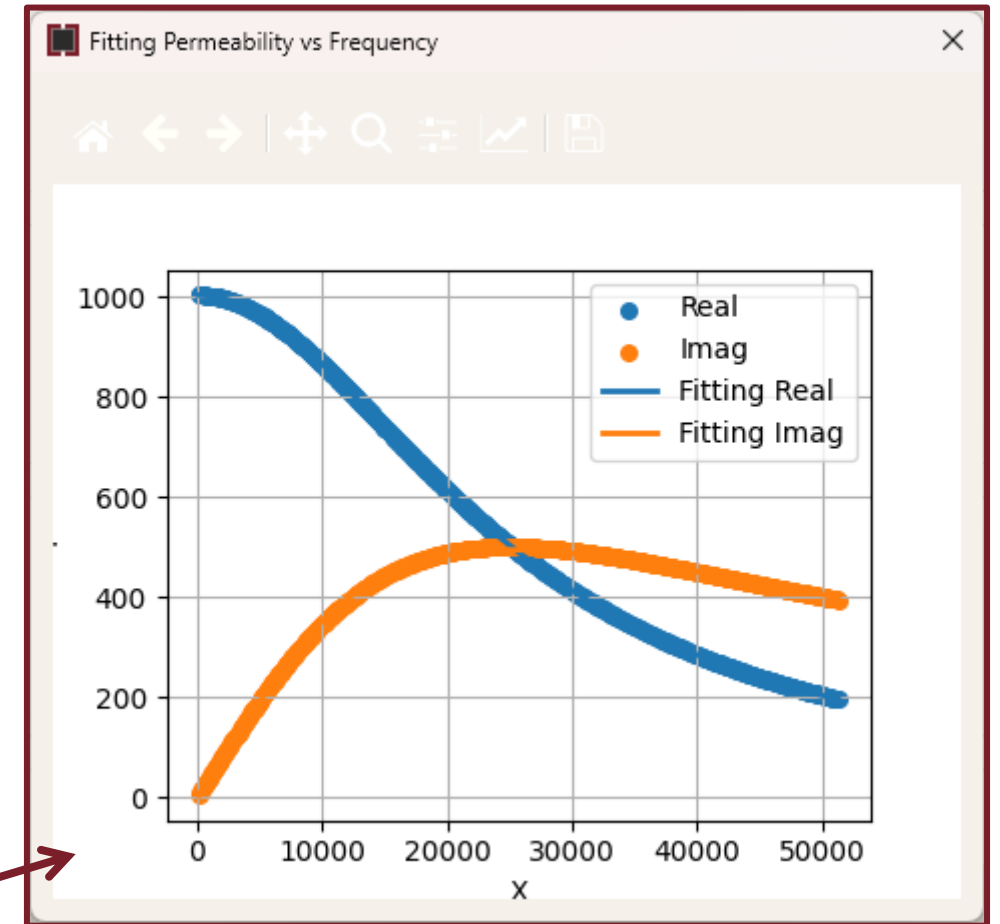 Fitting Permeability vs Frequency
Real
Imag
Fitting Real
Fitting Imag
1000
800
600
400
200
0
0 10000 20000 30000 40000 50000
x